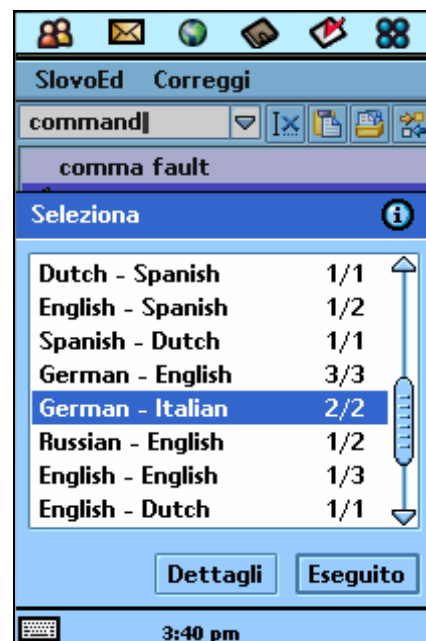 SlovoEd Correggi
command
comma fault
Seleziona
Dutch - Spanish 1/1
English - Spanish 1/2
Spanish - Dutch 1/1
German - English 3/3
German - Italian 2/2
Russian - English 1/2
English - English 1/3
English - Dutch 1/1
Dettagli Eseguito
3:40 pm